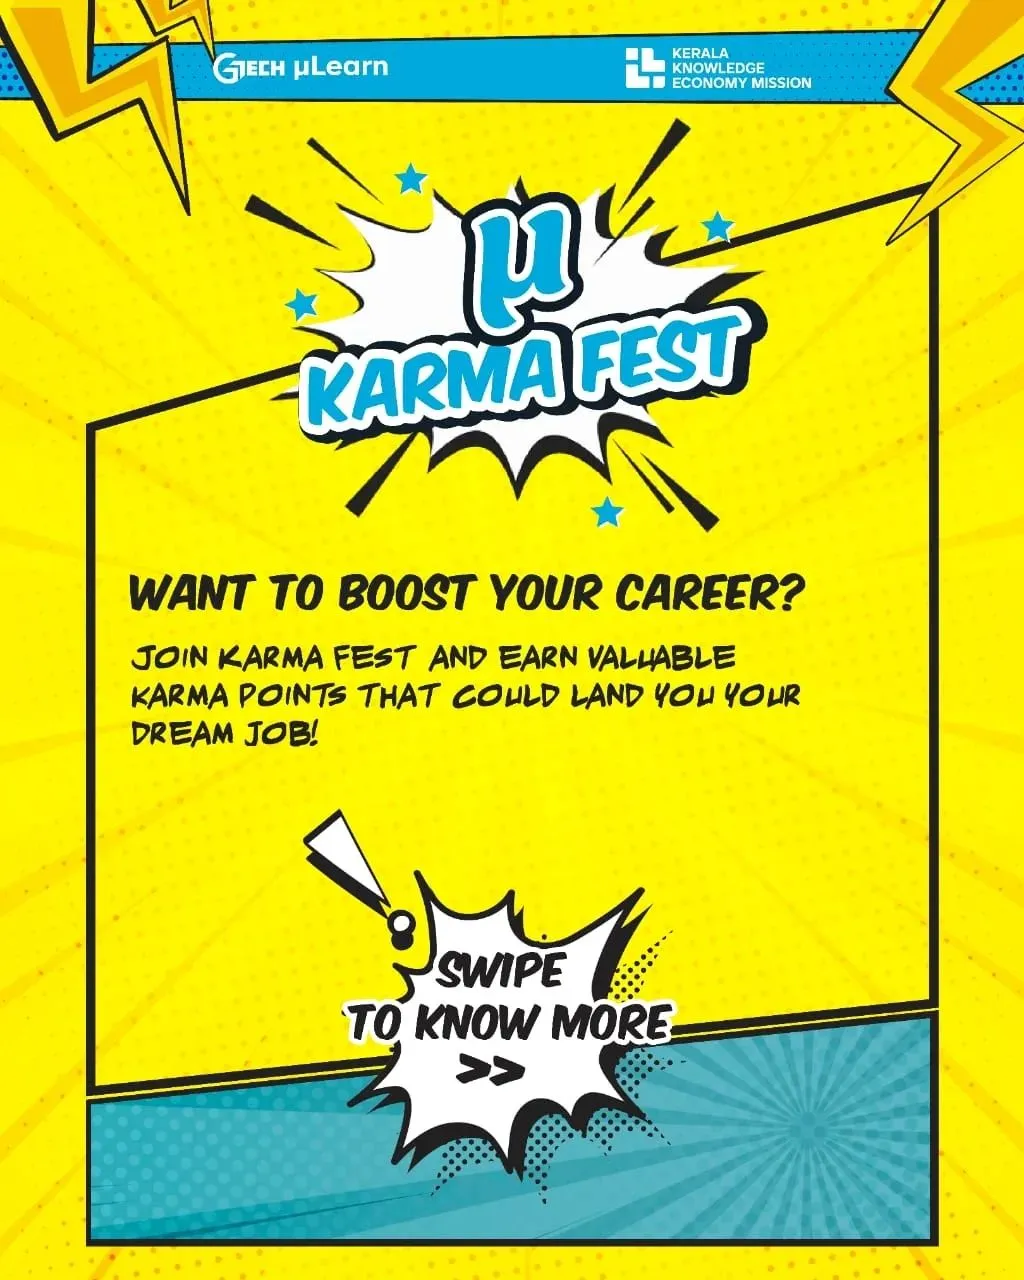 GTECH µLearn
KERALA
KNOWLEDGE
ECONOMY MISSION
µ
KARMA FEST
WANT TO BOOST YOUR CAREER?
JOIN KARMA FEST AND EARN VALUABLE
KARMA POINTS THAT COULD LAND YOU YOUR
DREAM JOB!
SWIPE
TO KNOW MORE
>>